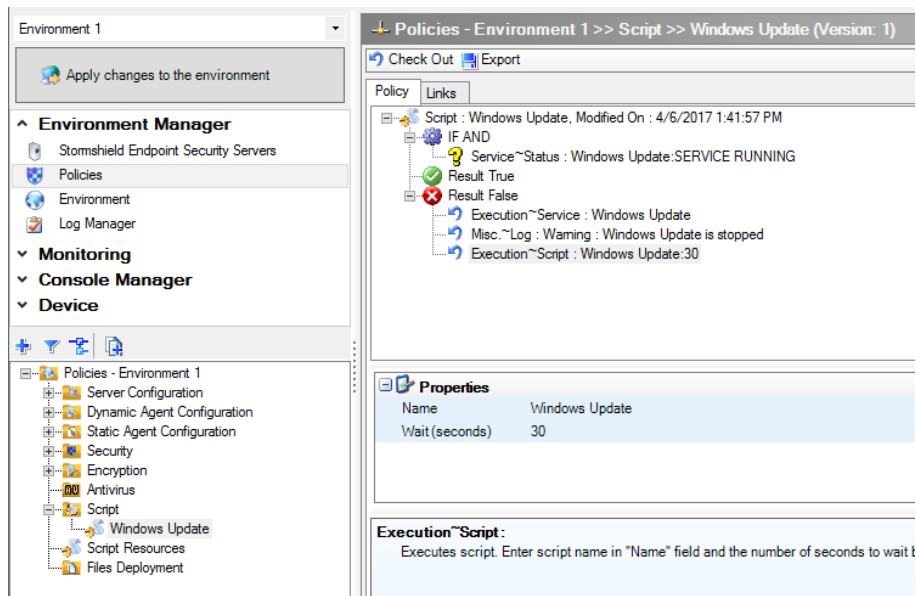 Environment 1
Apply changes to the environment
Environment Manager
Stormshield Endpoint Security Servers
Policies
Environment
Log Manager
Monitoring
Console Manager
Device
Policies - Environment 1
Server Configuration
Dynamic Agent Configuration
Static Agent Configuration
Security
Encryption
Antivirus
Script
Windows Update
Script Resources
Files Deployment
Policies - Environment 1 >> Script >> Windows Update (Version: 1)
Check Out Export
Policy Links
Script : Windows Update, Modified On : 4/6/2017 1:41:57 PM
IF AND
Service~Status : Windows Update:SERVICE RUNNING
Result True
Result False
Execution~Service : Windows Update
Misc.~Log : Warning : Windows Update is stopped
Execution~Script : Windows Update:30
Properties
Name Windows Update
Wait (seconds) 30
Execution~Script :
Executes script. Enter script name in "Name" field and the number of seconds to wait